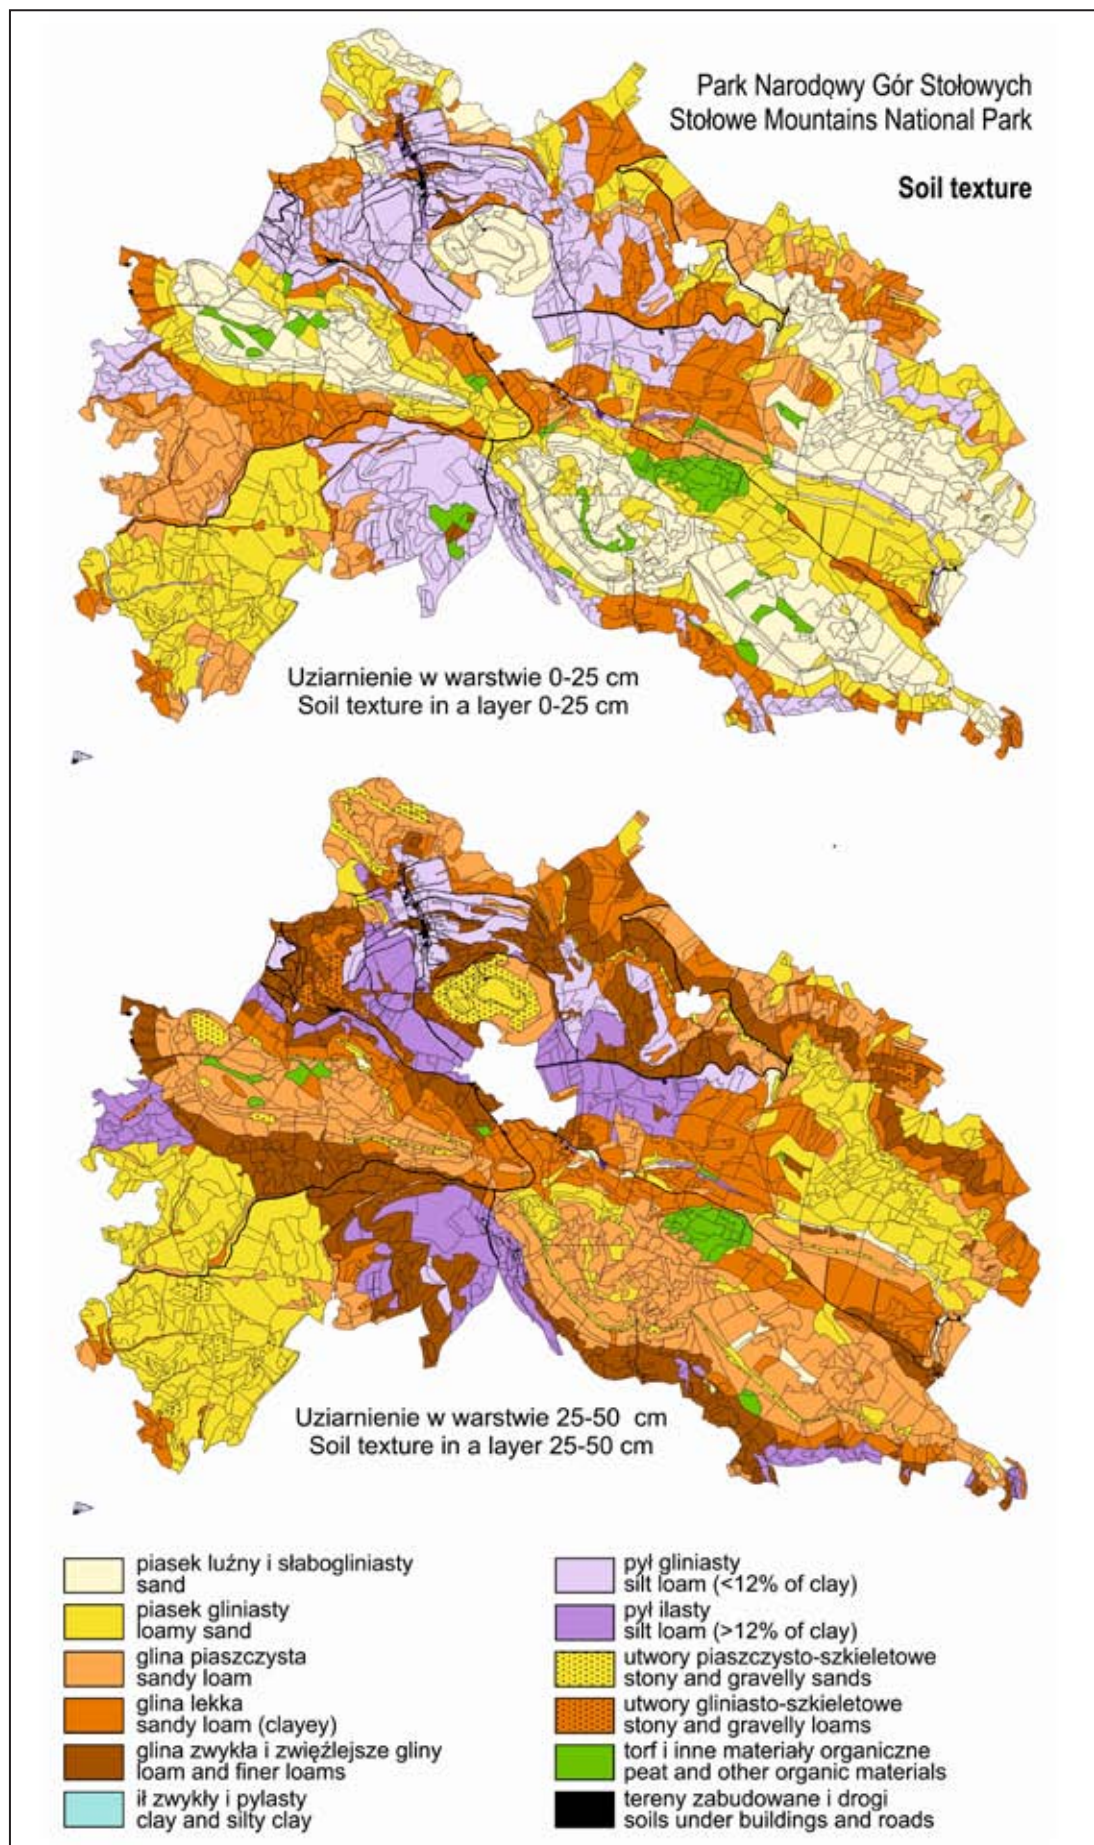 Park Narodowy Gór Stołowych
Stołowe Mountains National Park
Soil texture
Uziarnienie w warstwie 0-25 cm
Soil texture in a layer 0-25 cm
Uziarnienie w warstwie 25-50 cm
Soil texture in a layer 25-50 cm
piasek luźny i słabogliniasty
sand
piasek gliniasty
loamy sand
glina piaszczysta
sandy loam
glina lekka
sandy loam (clayey)
glina zwykła i zwięźlejsze gliny
loam and finer loams
ił zwykły i pylasty
clay and silty clay
pył gliniasty
silt loam (<12% of clay)
pył ilasty
silt loam (>12% of clay)
utwory piaszczysto-szkieletowe
stony and gravelly sands
utwory gliniasto-szkieletowe
stony and gravelly loams
torf i inne materiały organiczne
peat and other organic materials
tereny zabudowane i drogi
soils under buildings and roads